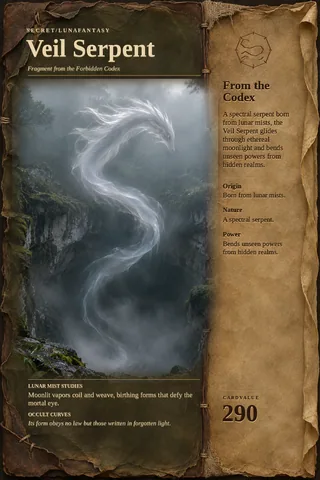 SECRET/LUNAFANTASY
Veil Serpent
Fragment from the Forbidden Codex
LUNAR MIST STUDIES
Moonlit vapors coil and weave, birthing forms that defy the
mortal eye.
OCCULT CURVES
Its form obeys no law but those written in forgotten light.
From the
Codex
A spectral serpent born
from lunar mists, the
Veil Serpent glides
through ethereal
moonlight and bends
unseen powers from
hidden realms.
Origin
Born from lunar mists.
Nature
A spectral serpent.
Power
Bends unseen powers
from hidden realms.
CARDVALUE
290